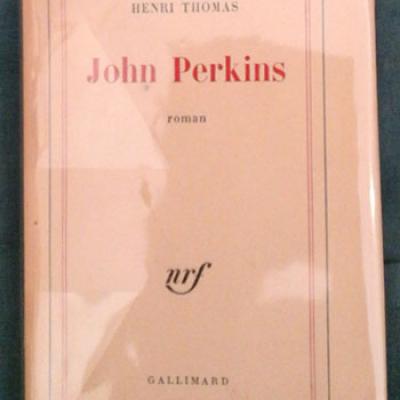 HENRI THOMAS
John Perkins
roman
nrf
GALLIMARD